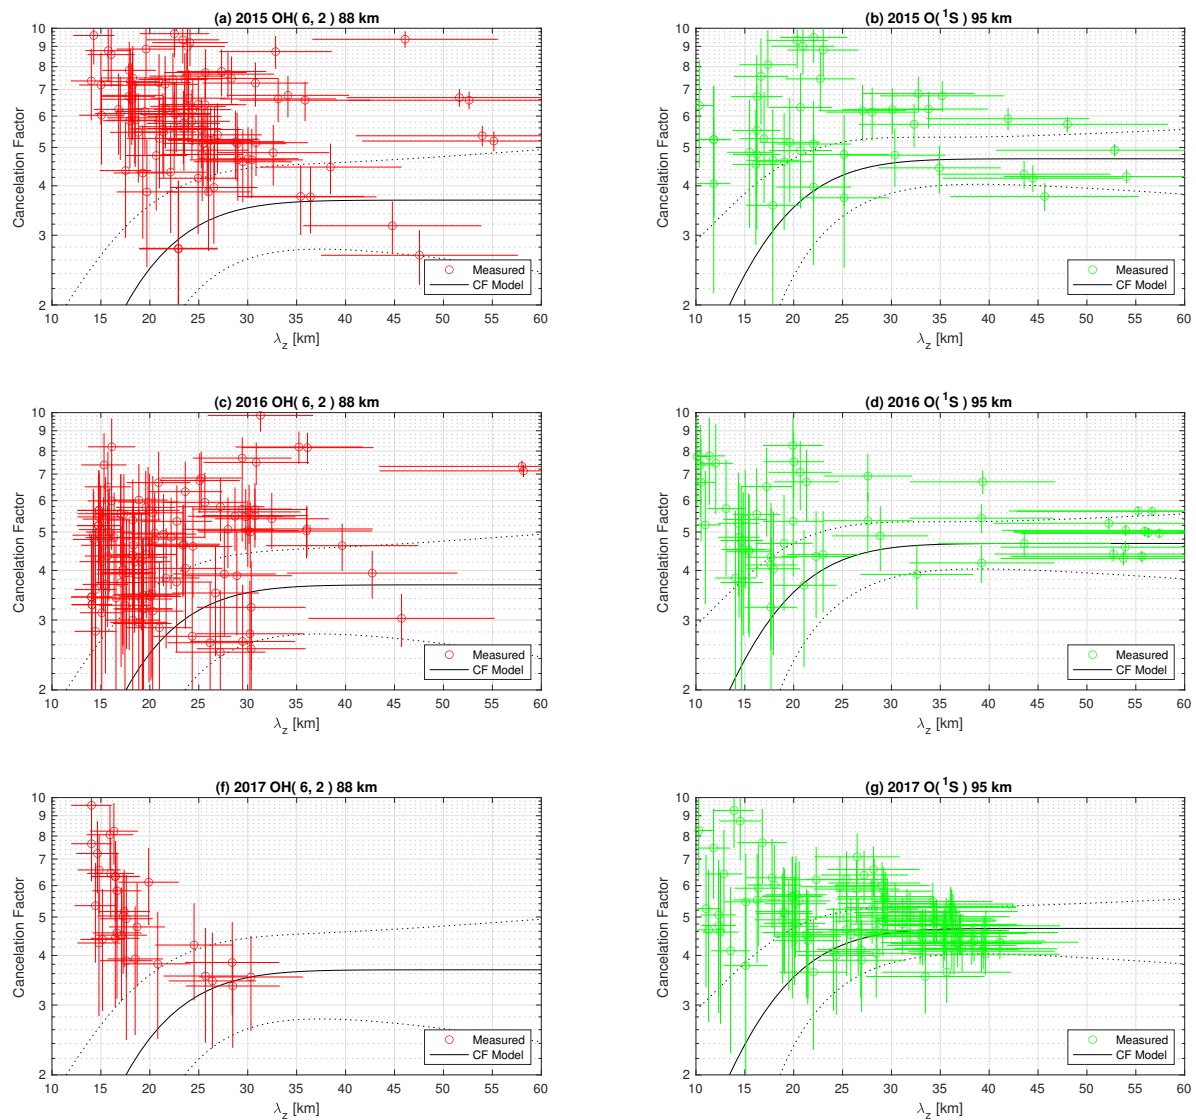 (a) 2015 OH( 6, 2 ) 88 km
Cancelation Factor
10
9
8
7
6
5
4
3
2
10 15 20 25 30 35 40 45 50 55 60
λz [km]
Measured
CF Model
(b) 2015 O( 1S ) 95 km
Cancelation Factor
10
9
8
7
6
5
4
3
2
10 15 20 25 30 35 40 45 50 55 60
λz [km]
Measured
CF Model
(c) 2016 OH( 6, 2 ) 88 km
Cancelation Factor
10
9
8
7
6
5
4
3
2
10 15 20 25 30 35 40 45 50 55 60
λz [km]
Measured
CF Model
(d) 2016 O( 1S ) 95 km
Cancelation Factor
10
9
8
7
6
5
4
3
2
10 15 20 25 30 35 40 45 50 55 60
λz [km]
Measured
CF Model
(f) 2017 OH( 6, 2 ) 88 km
Cancelation Factor
10
9
8
7
6
5
4
3
2
10 15 20 25 30 35 40 45 50 55 60
λz [km]
Measured
CF Model
(g) 2017 O( 1S ) 95 km
Cancelation Factor
10
9
8
7
6
5
4
3
2
10 15 20 25 30 35 40 45 50 55 60
λz [km]
Measured
CF Model